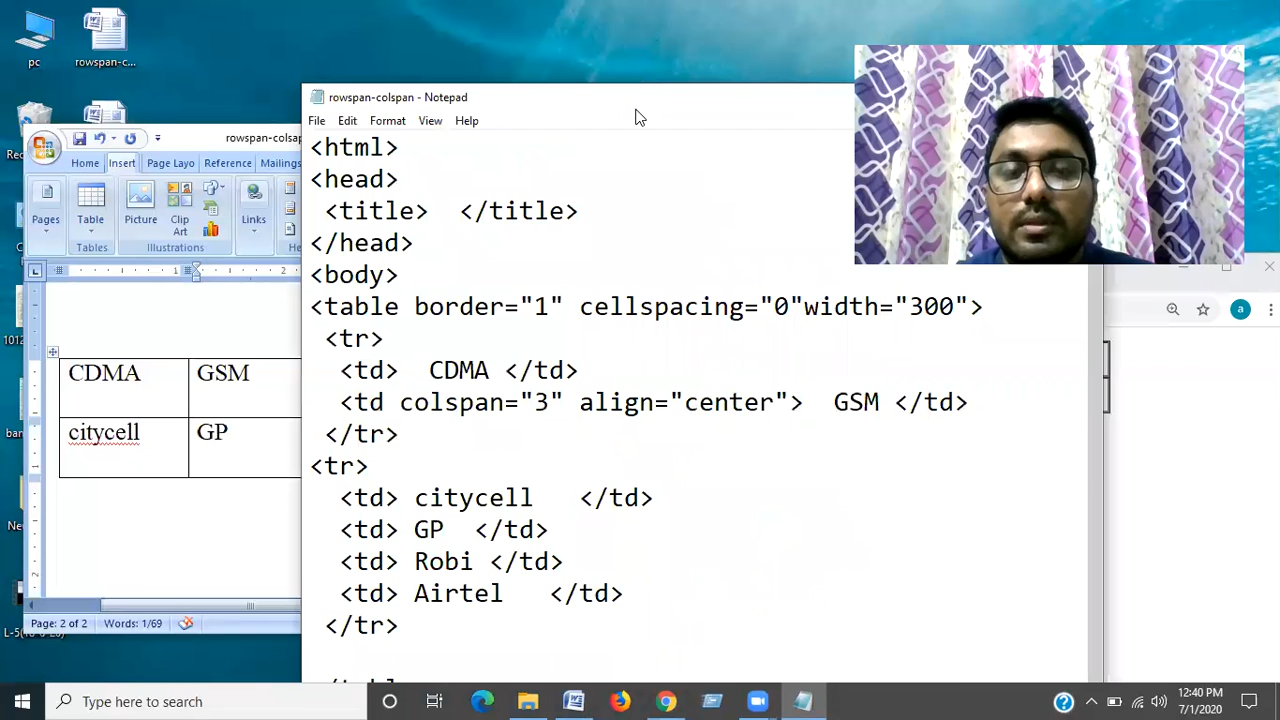 pc
rowspan-c...
rowspan-colspan - Notepad
File Edit Format View Help
<html>
<head>
<title> </title>
</head>
<body>
<table border="1" cellspacing="0"width="300">
<tr>
<td> CDMA </td>
<td colspan="3" align="center"> GSM </td>
</tr>
<tr>
<td> citycell </td>
<td> GP </td>
<td> Robi </td>
<td> Airtel </td>
</tr>
rowspan-colsap
Home Insert Page Layo Reference Mailings
Pages
Table
Picture
Clip
Art
Links
Tables
Illustrations
1 2
CDMA GSM
citycell GP
Page: 2 of 2 Words: 1/69
a
Type here to search
12:40 PM
7/1/2020